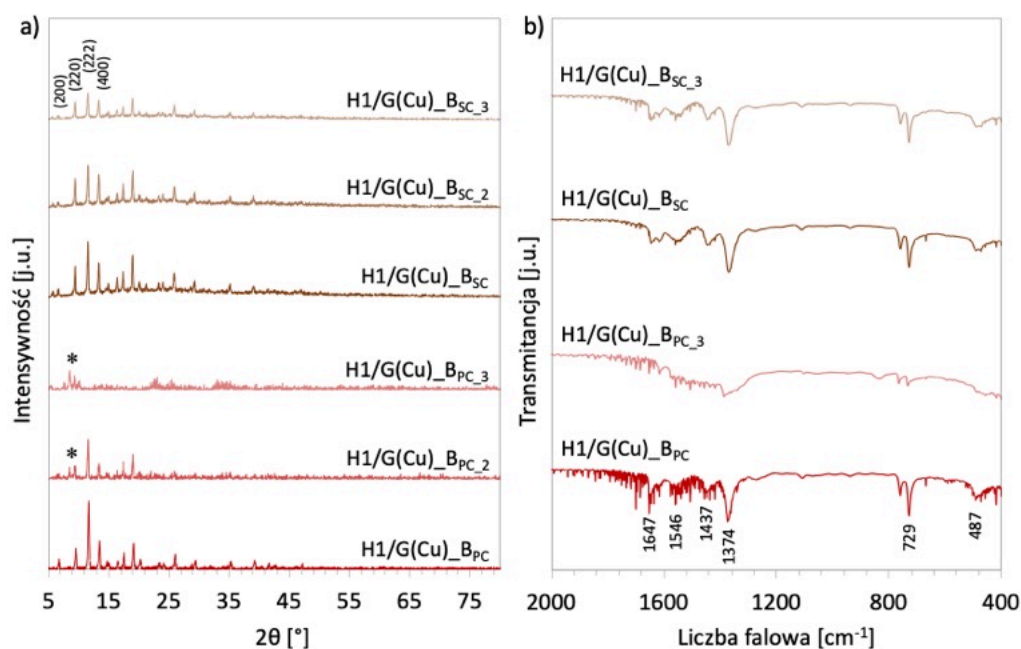 a)
(200)
(220)
(222)
(400)
H1/G(Cu)_BSC_3
H1/G(Cu)_BSC_2
H1/G(Cu)_BSC
*
H1/G(Cu)_BPC_3
*
H1/G(Cu)_BPC_2
H1/G(Cu)_BPC
Intensywność [j.u.]
5 15 25 35 45 55 65 75
2θ [°]
b)
H1/G(Cu)_BSC_3
H1/G(Cu)_BSC
H1/G(Cu)_BPC_3
H1/G(Cu)_BPC
1647
1546
1437
1374
729
487
Transmitancja [j.u.]
2000 1600 1200 800 400
Liczba falowa [cm⁻¹]